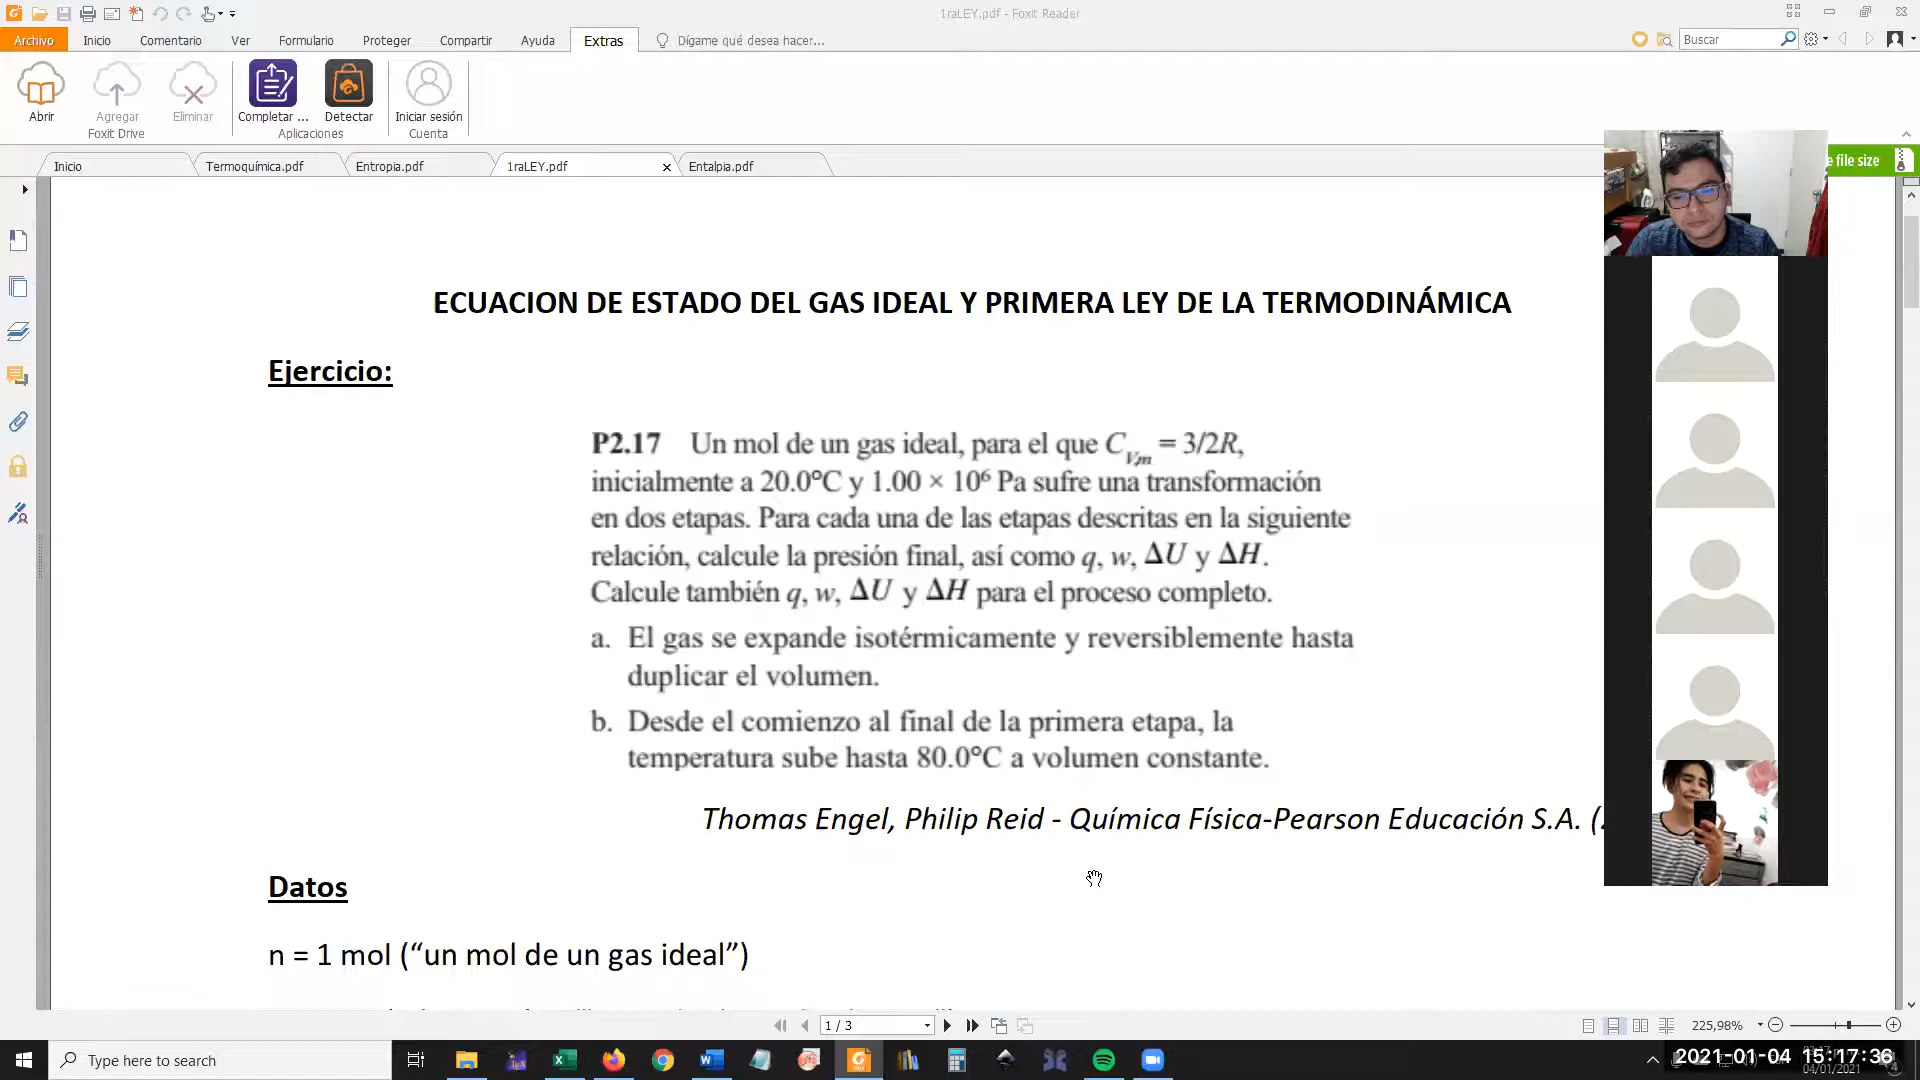 1raLEY.pdf - Foxit Reader
Archivo Inicio Comentario Ver Formulario Proteger Compartir Ayuda Extras Dígame qué desea hacer... Buscar
Abrir Agregar Eliminar Completar ... Detectar Iniciar sesión
Foxit Drive Aplicaciones Cuenta
Inicio Termoquímica.pdf Entropia.pdf 1raLEY.pdf Entalpia.pdf
file size
ECUACION DE ESTADO DEL GAS IDEAL Y PRIMERA LEY DE LA TERMODINÁMICA
Ejercicio:
P2.17 Un mol de un gas ideal, para el que C_{V,m} = 3/2R,
inicialmente a 20.0°C y 1.00 × 10⁶ Pa sufre una transformación
en dos etapas. Para cada una de las etapas descritas en la siguiente
relación, calcule la presión final, así como q, w, ΔU y ΔH.
Calcule también q, w, ΔU y ΔH para el proceso completo.
a. El gas se expande isotérmicamente y reversiblemente hasta
duplicar el volumen.
b. Desde el comienzo al final de la primera etapa, la
temperatura sube hasta 80.0°C a volumen constante.
Thomas Engel, Philip Reid - Química Física-Pearson Educación S.A. (
Datos
n = 1 mol (“un mol de un gas ideal”)
1 / 3 225,98%
Type here to search
2021-01-04 15:17:36
04/01/2021